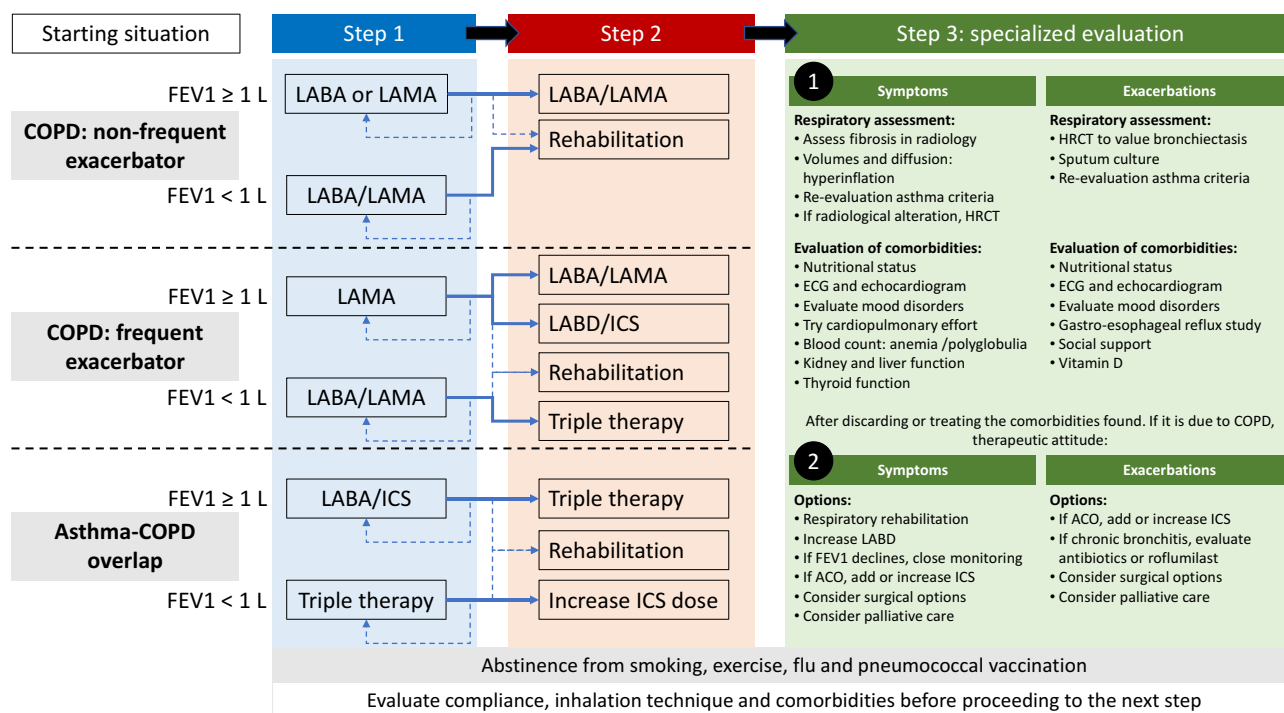 Starting situation
Step 1
Step 2
Step 3: specialized evaluation
FEV1 ≥ 1 L
COPD: non-frequent
exacerbator
FEV1 < 1 L
LABA or LAMA
LABA/LAMA
LABA/LAMA
Rehabilitation
COPD: frequent
exacerbator
FEV1 ≥ 1 L
FEV1 < 1 L
LAMA
LABA/LAMA
LABA/LAMA
LABD/ICS
Rehabilitation
Triple therapy
Asthma-COPD
overlap
FEV1 ≥ 1 L
FEV1 < 1 L
LABA/ICS
Triple therapy
Triple therapy
Rehabilitation
Increase ICS dose
1
Symptoms
Respiratory assessment:
• Assess fibrosis in radiology
• Volumes and diffusion:
hyperinflation
• Re-evaluation asthma criteria
• If radiological alteration, HRCT
Evaluation of comorbidities:
• Nutritional status
• ECG and echocardiogram
• Evaluate mood disorders
• Try cardiopulmonary effort
• Blood count: anemia /polyglobulia
• Kidney and liver function
• Thyroid function
Exacerbations
Respiratory assessment:
• HRCT to value bronchiectasis
• Sputum culture
• Re-evaluation asthma criteria
Evaluation of comorbidities:
• Nutritional status
• ECG and echocardiogram
• Evaluate mood disorders
• Gastro-esophageal reflux study
• Social support
• Vitamin D
After discarding or treating the comorbidities found. If it is due to COPD,
therapeutic attitude:
2
Symptoms
Options:
• Respiratory rehabilitation
• Increase LABD
• If FEV1 declines, close monitoring
• If ACO, add or increase ICS
• Consider surgical options
• Consider palliative care
Exacerbations
Options:
• If ACO, add or increase ICS
• If chronic bronchitis, evaluate
antibiotics or roflumilast
• Consider surgical options
• Consider palliative care
Abstinence from smoking, exercise, flu and pneumococcal vaccination
Evaluate compliance, inhalation technique and comorbidities before proceeding to the next step